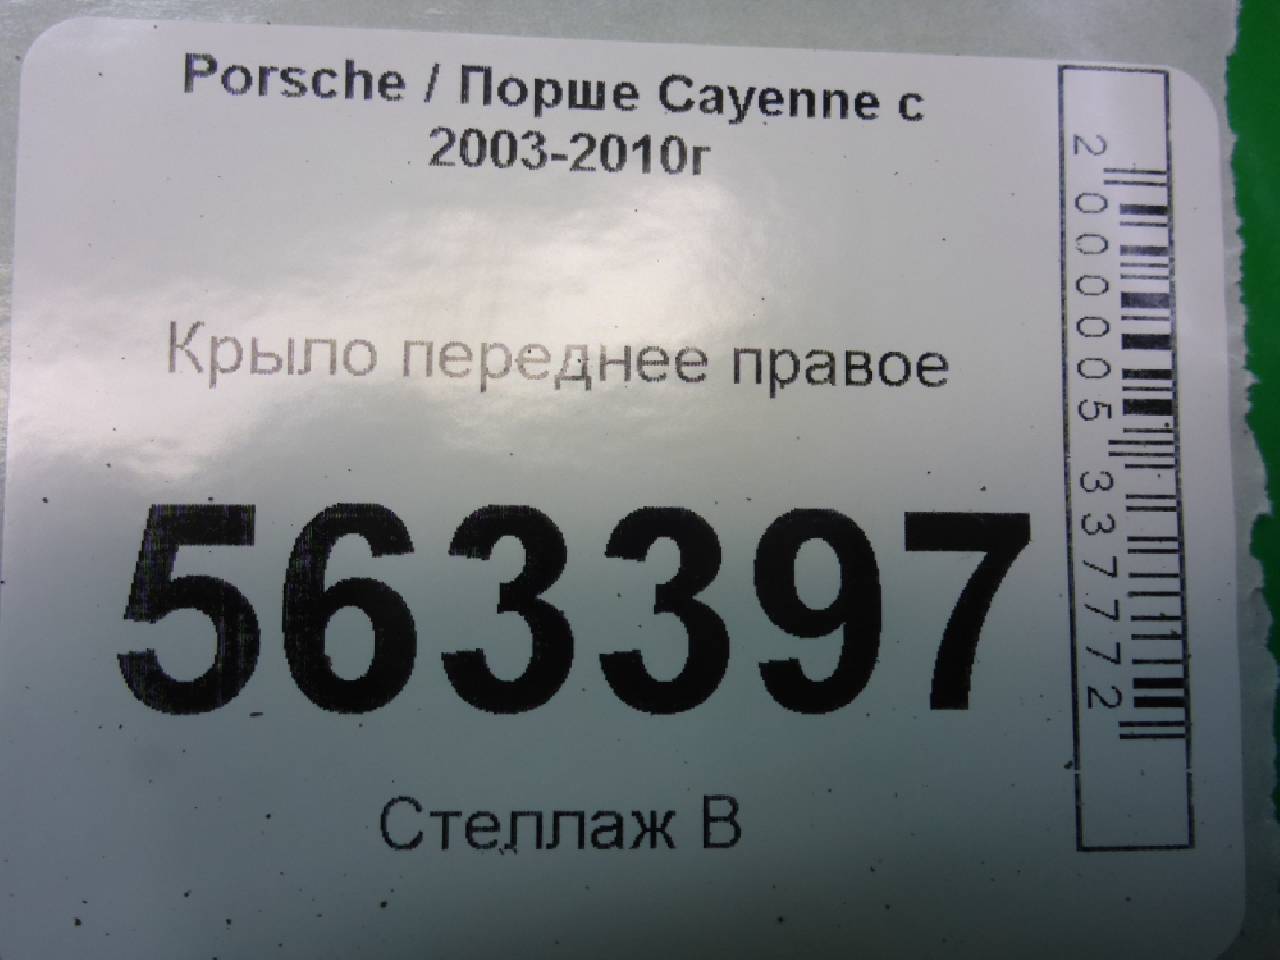 Porsche / Порше Cayenne с
2003-2010г
Крыло переднее правое
563397
Стеллаж В
2000005337772